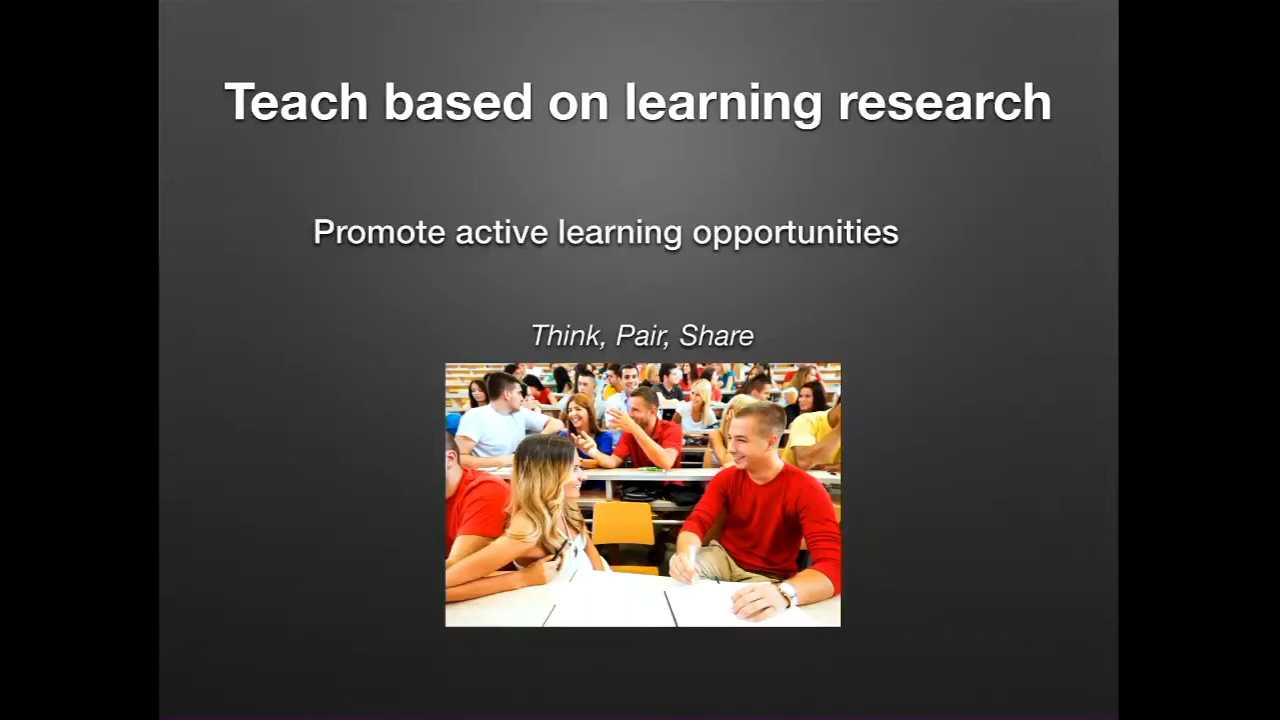 Teach based on learning research
Promote active learning opportunities
Think, Pair, Share